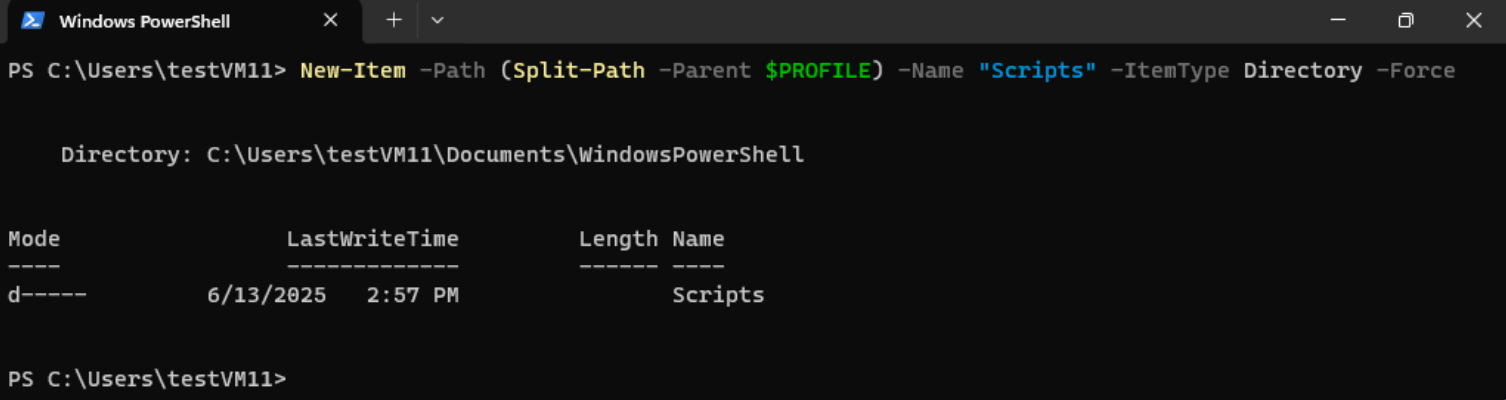 Windows PowerShell
PS C:\Users\testVM11> New-Item -Path (Split-Path -Parent $PROFILE) -Name "Scripts" -ItemType Directory -Force
    Directory: C:\Users\testVM11\Documents\WindowsPowerShell
Mode                 LastWriteTime         Length Name
----                 -------------         ------ ----
d-----         6/13/2025   2:57 PM                Scripts
PS C:\Users\testVM11>